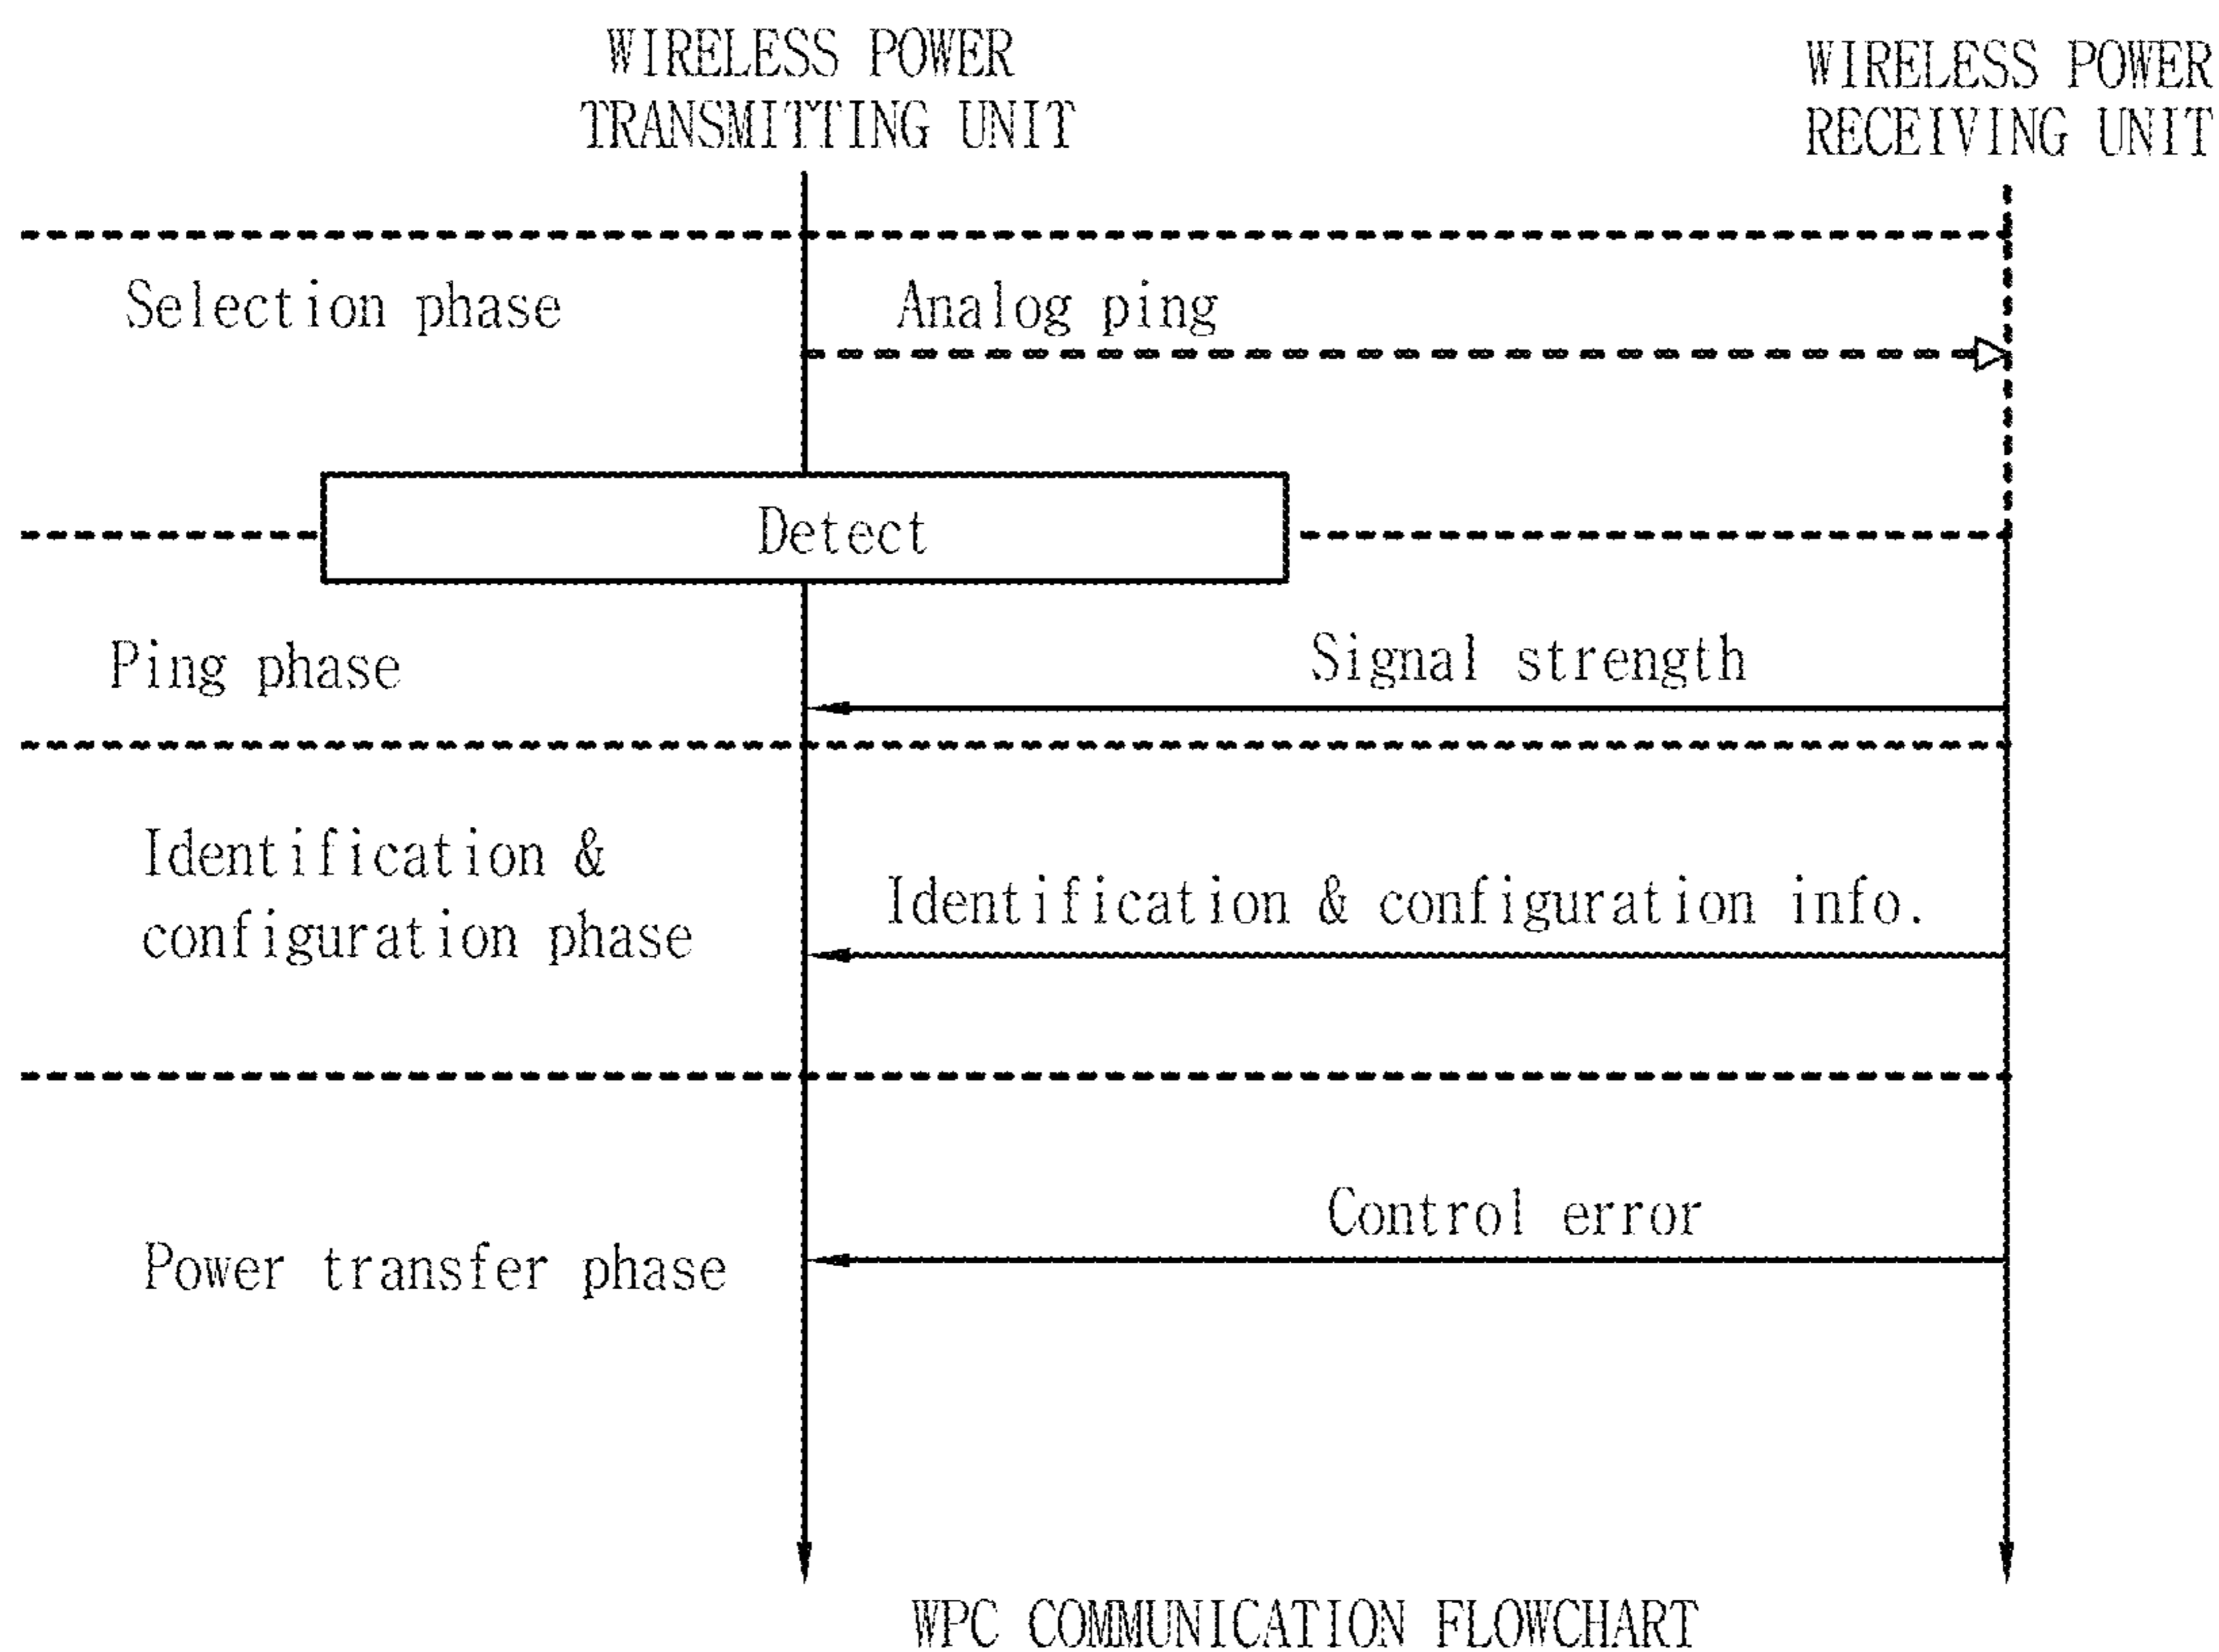 WIRELESS POWER
TRANSMITTING UNIT
WIRELESS POWER
RECEIVING UNIT
Selection phase
Analog ping
Detect
Ping phase
Signal strength
Identification &
configuration phase
Identification & configuration info.
Control error
Power transfer phase
WPC COMMUNICATION FLOWCHART